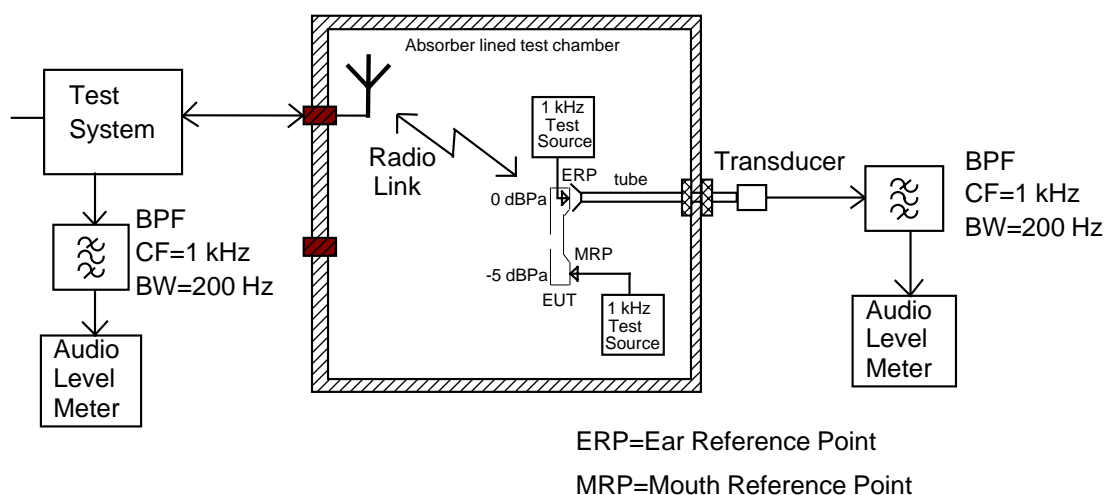 Absorber lined test chamber
Test
System
Radio
Link
1 kHz
Test
Source
ERP
tube
0 dBPa
MRP
-5 dBPa
EUT
1 kHz
Test
Source
Transducer
BPF
CF=1 kHz
BW=200 Hz
Audio
Level
Meter
BPF
CF=1 kHz
BW=200 Hz
Audio
Level
Meter
ERP=Ear Reference Point
MRP=Mouth Reference Point